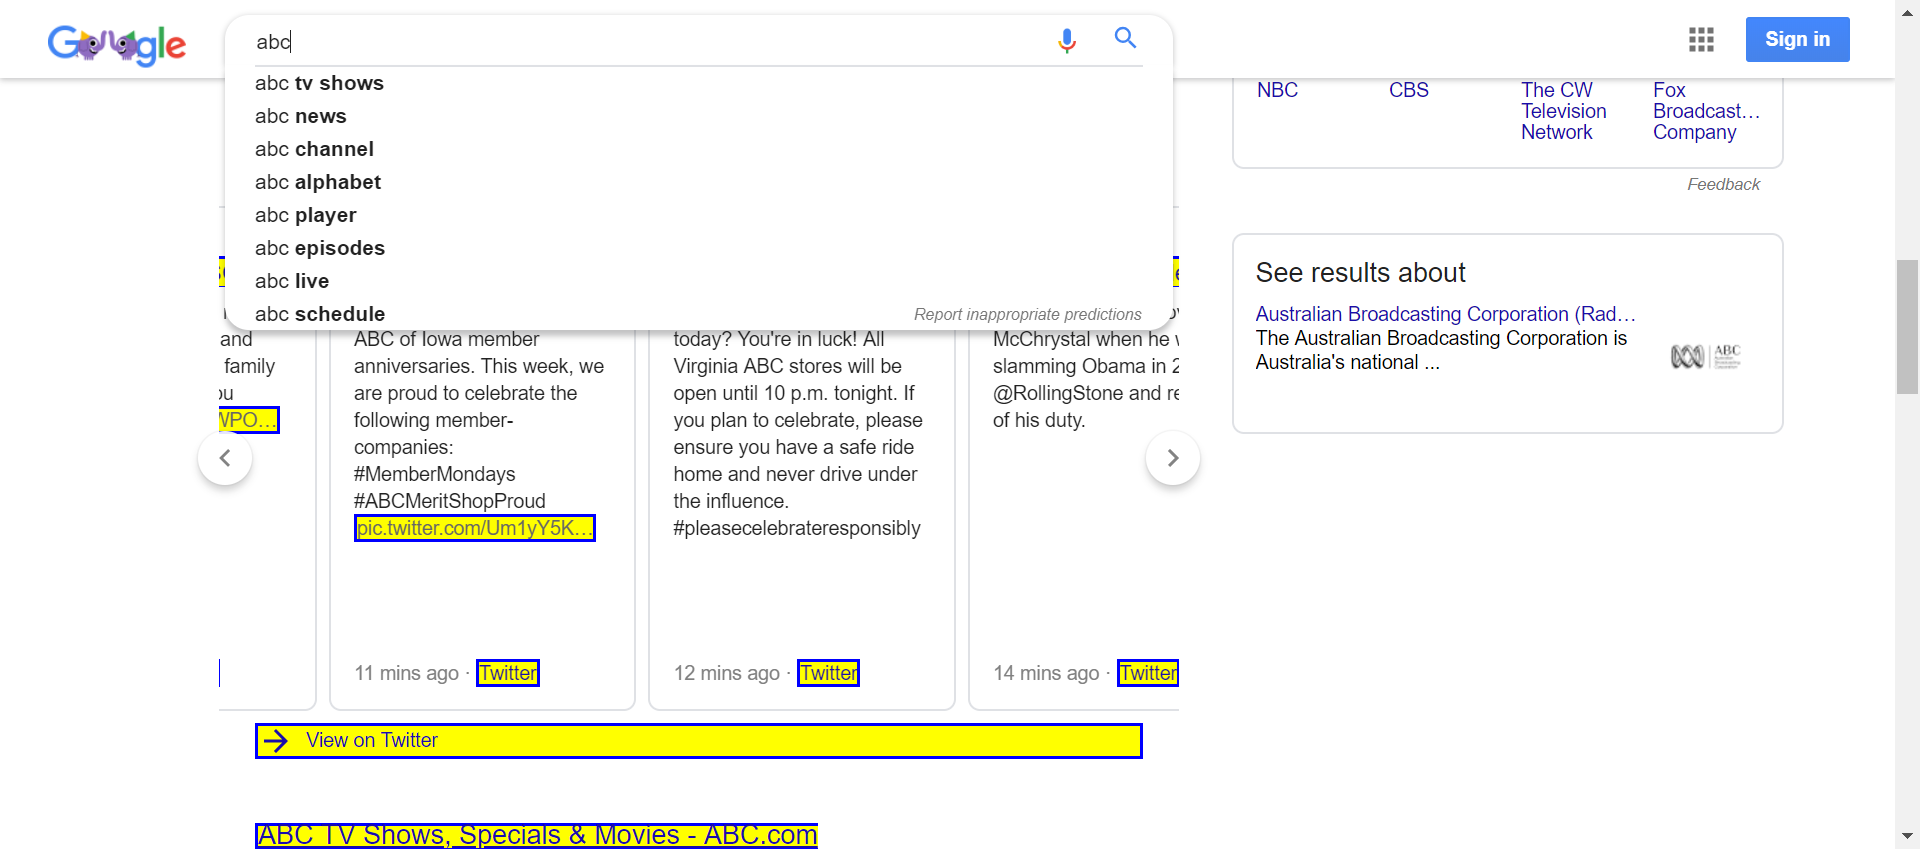 Google
abc
Sign in
abc tv shows
abc news
abc channel
abc alphabet
abc player
abc episodes
abc live
abc schedule
Report inappropriate predictions
NBC
CBS
The CW
Television
Network
Fox
Broadcast…
Company
Feedback
See results about
Australian Broadcasting Corporation (Rad…
The Australian Broadcasting Corporation is
Australia's national ...
ABC
and
family
WPO…
ABC of Iowa member
anniversaries. This week, we
are proud to celebrate the
following member-
companies:
#MemberMondays
#ABCMeritShopProud
pic.twitter.com/Um1yY5K…
11 mins ago · Twitter
today? You're in luck! All
Virginia ABC stores will be
open until 10 p.m. tonight. If
you plan to celebrate, please
ensure you have a safe ride
home and never drive under
the influence.
#pleasecelebrateresponsibly
12 mins ago · Twitter
McChrystal when he
slamming Obama in 2
@RollingStone and re
of his duty.
14 mins ago · Twitter
View on Twitter
ABC TV Shows, Specials & Movies - ABC.com